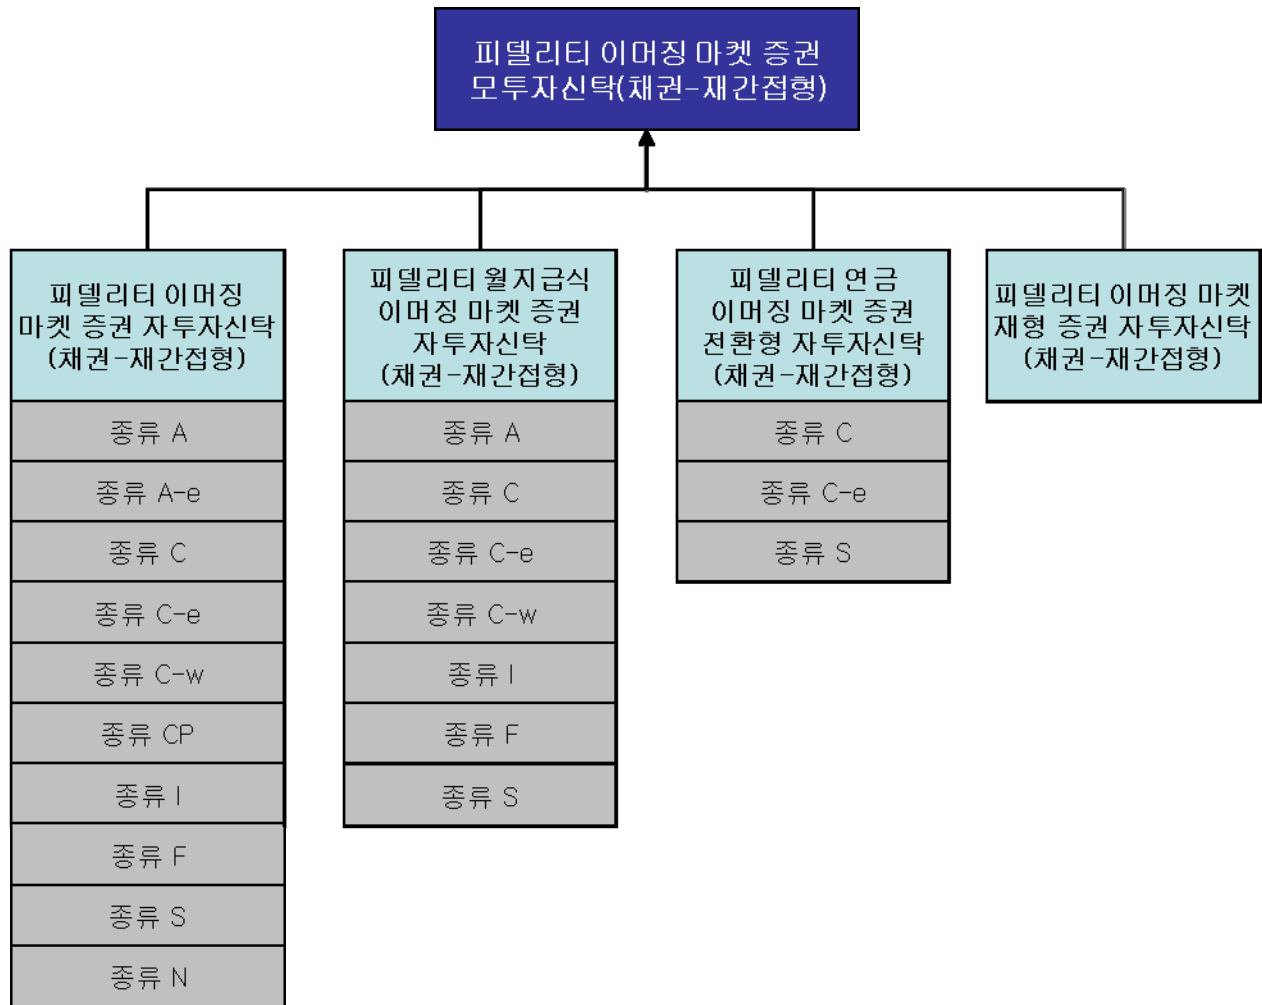 피델리티 이머징 마켓 증권
모투자신탁(채권-재간접형)
피델리티 이머징
마켓 증권 자투자신탁
(채권-재간접형)
종류 A
종류 A-e
종류 C
종류 C-e
종류 C-w
종류 CP
종류 I
종류 F
종류 S
종류 N
피델리티 월지급식
이머징 마켓 증권
자투자신탁
(채권-재간접형)
종류 A
종류 C
종류 C-e
종류 C-w
종류 I
종류 F
종류 S
피델리티 연금
이머징 마켓 증권
전환형 자투자신탁
(채권-재간접형)
종류 C
종류 C-e
종류 S
피델리티 이머징 마켓
재형 증권 자투자신탁
(채권-재간접형)